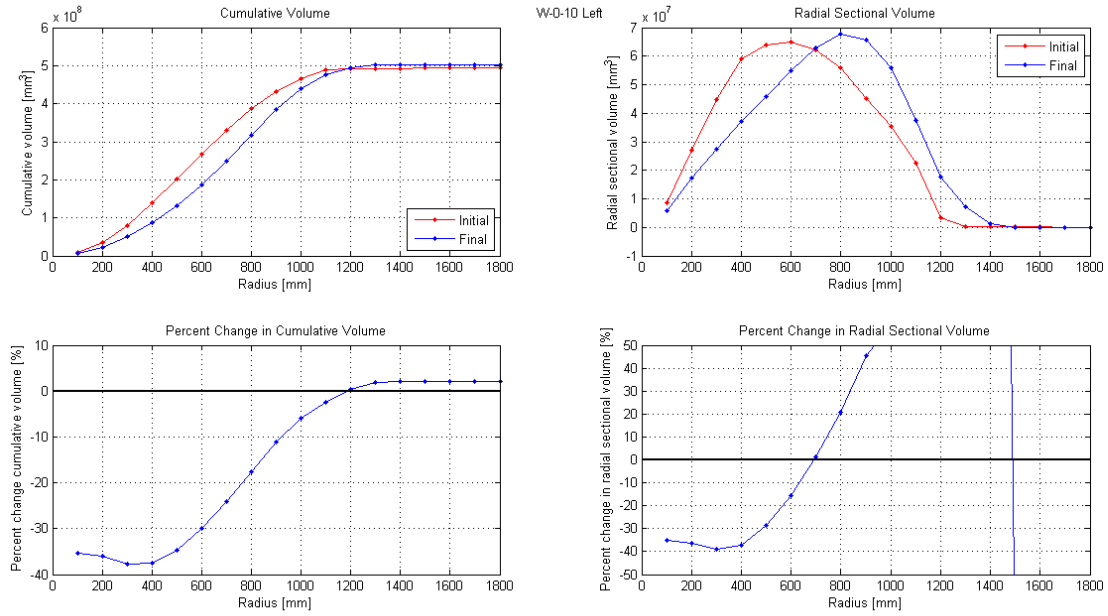 W-0-10 Left
Cumulative Volume
x 10^8
Cumulative volume [mm³]
6
5
4
3
2
1
0
0 200 400 600 800 1000 1200 1400 1600 1800
Radius [mm]
Initial
Final
Radial Sectional Volume
x 10^7
Radial sectional volume [mm³]
7
6
5
4
3
2
1
0
-1
0 200 400 600 800 1000 1200 1400 1600 1800
Radius [mm]
Initial
Final
Percent Change in Cumulative Volume
Percent change cumulative volume [%]
10
0
-10
-20
-30
-40
0 200 400 600 800 1000 1200 1400 1600 1800
Radius [mm]
Percent Change in Radial Sectional Volume
Percent change in radial sectional volume [%]
50
40
30
20
10
0
-10
-20
-30
-40
-50
0 200 400 600 800 1000 1200 1400 1600 1800
Radius [mm]